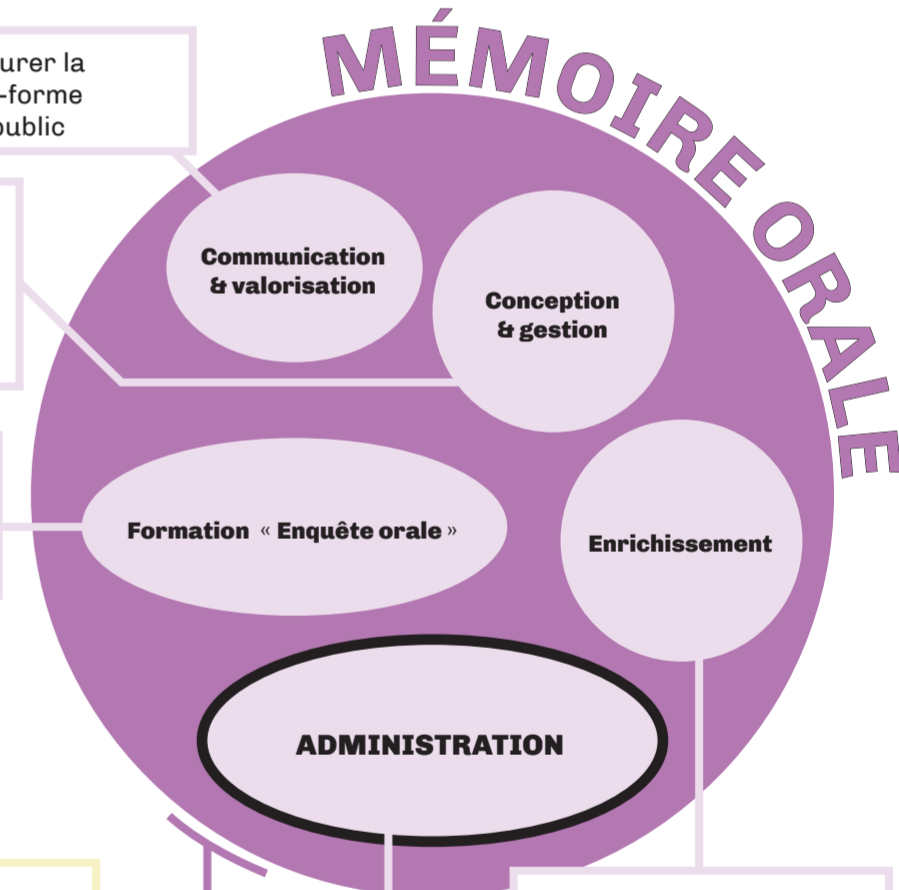 urer la
-forme
public
MÉMOIRE ORALE
Communication
& valorisation
Conception
& gestion
Formation « Enquête orale »
Enrichissement
ADMINISTRATION